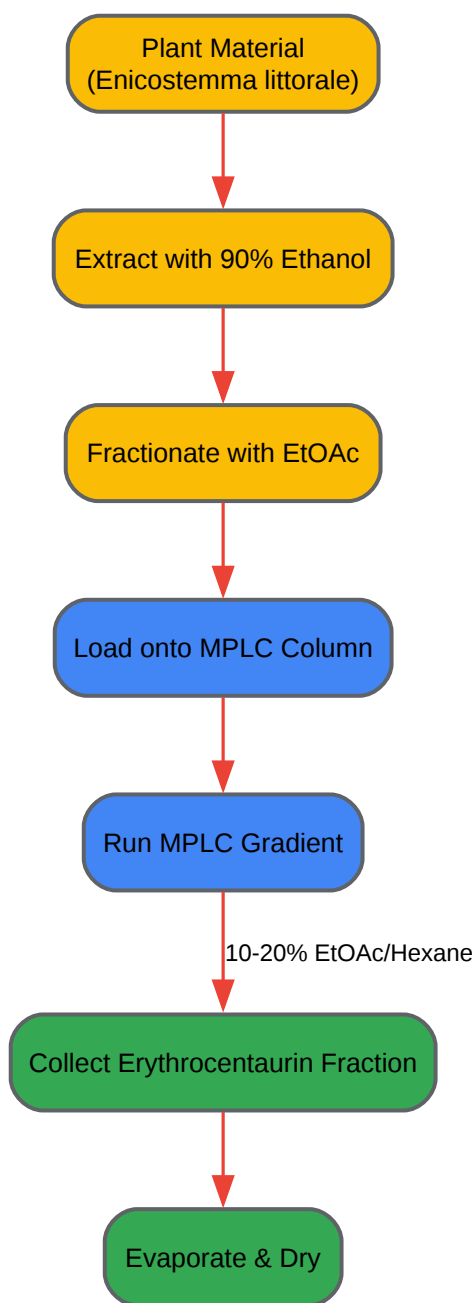 Plant Material
(Enicostemma littorale)
Extract with 90% Ethanol
Fractionate with EtOAc
Load onto MPLC Column
Run MPLC Gradient
10-20% EtOAc/Hexane
Collect Erythrocentaurin Fraction
Evaporate & Dry